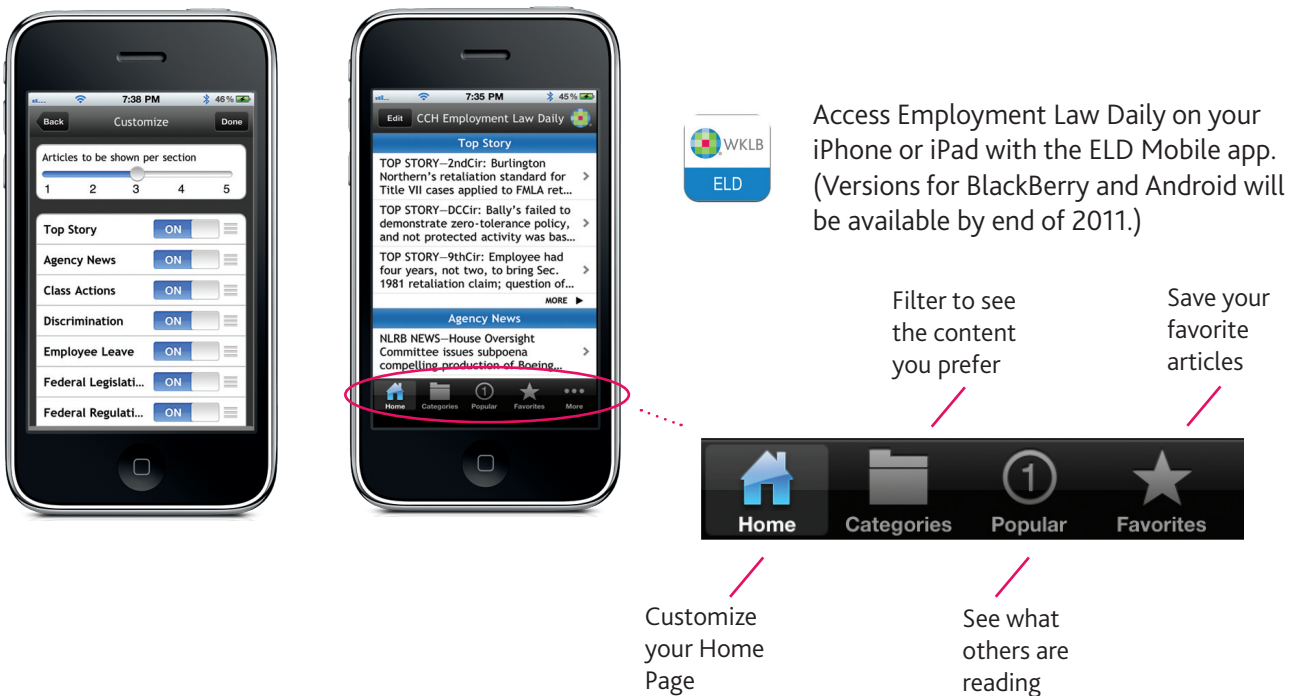 7:38 PM
46%
Back
Customize
Done
Articles to be shown per section
1 2 3 4 5
Top Story ON
Agency News ON
Class Actions ON
Discrimination ON
Employee Leave ON
Federal Legislati... ON
Federal Regulati... ON
7:35 PM
45%
Edit
CCH Employment Law Daily
Top Story
TOP STORY—2ndCir: Burlington
Northern's retaliation standard for
Title VII cases applied to FMLA ret...
TOP STORY—DCCir: Bally's failed to
demonstrate zero-tolerance policy,
and not protected activity was bas...
TOP STORY—9thCir: Employee had
four years, not two, to bring Sec.
1981 retaliation claim; question of...
MORE
Agency News
NLRB NEWS—House Oversight
Committee issues subpoena
compelling production of Boeing...
Home Categories Popular Favorites More
WKLB
ELD
Access Employment Law Daily on your
iPhone or iPad with the ELD Mobile app.
(Versions for BlackBerry and Android will
be available by end of 2011.)
Filter to see
the content
you prefer
Save your
favorite
articles
1
Home Categories Popular Favorites
Customize
your Home
Page
See what
others are
reading